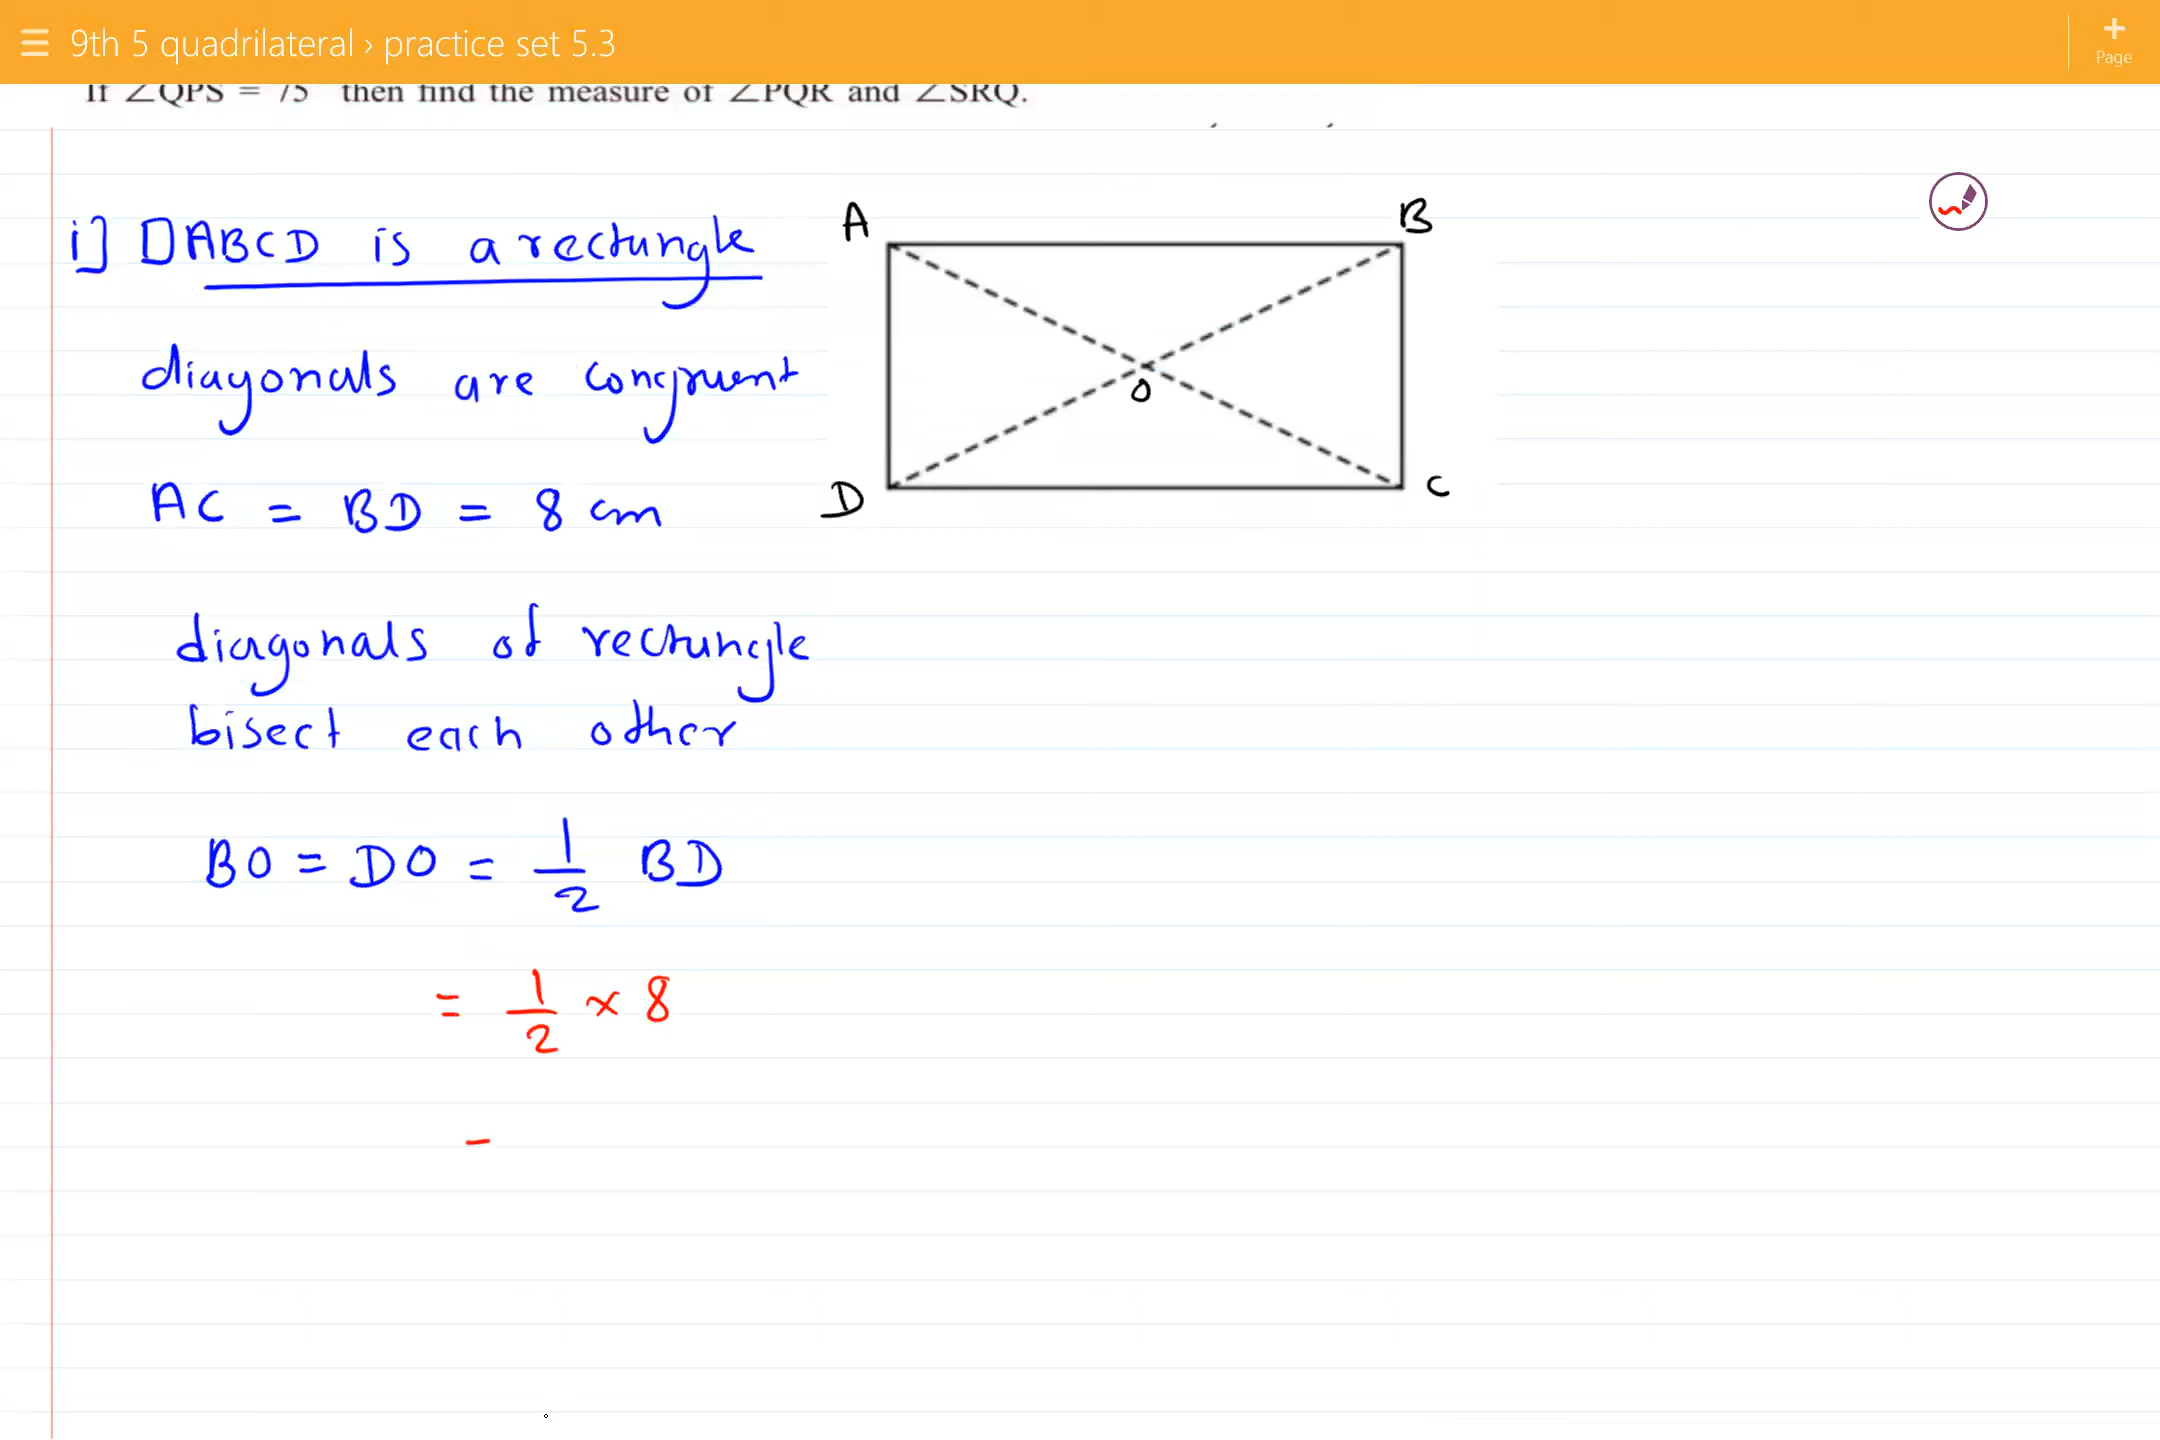 9th 5 quadrilateral › practice set 5.3
+
Page
If ∠QPS = 75° then find the measure of ∠PQR and ∠SRQ.
i] □ABCD is a rectangle
diagonals are congruent
AC = BD = 8 cm
diagonals of rectangle
bisect each other
BO = DO = 1/2 BD
= 1/2 × 8
–
A
B
O
D
C